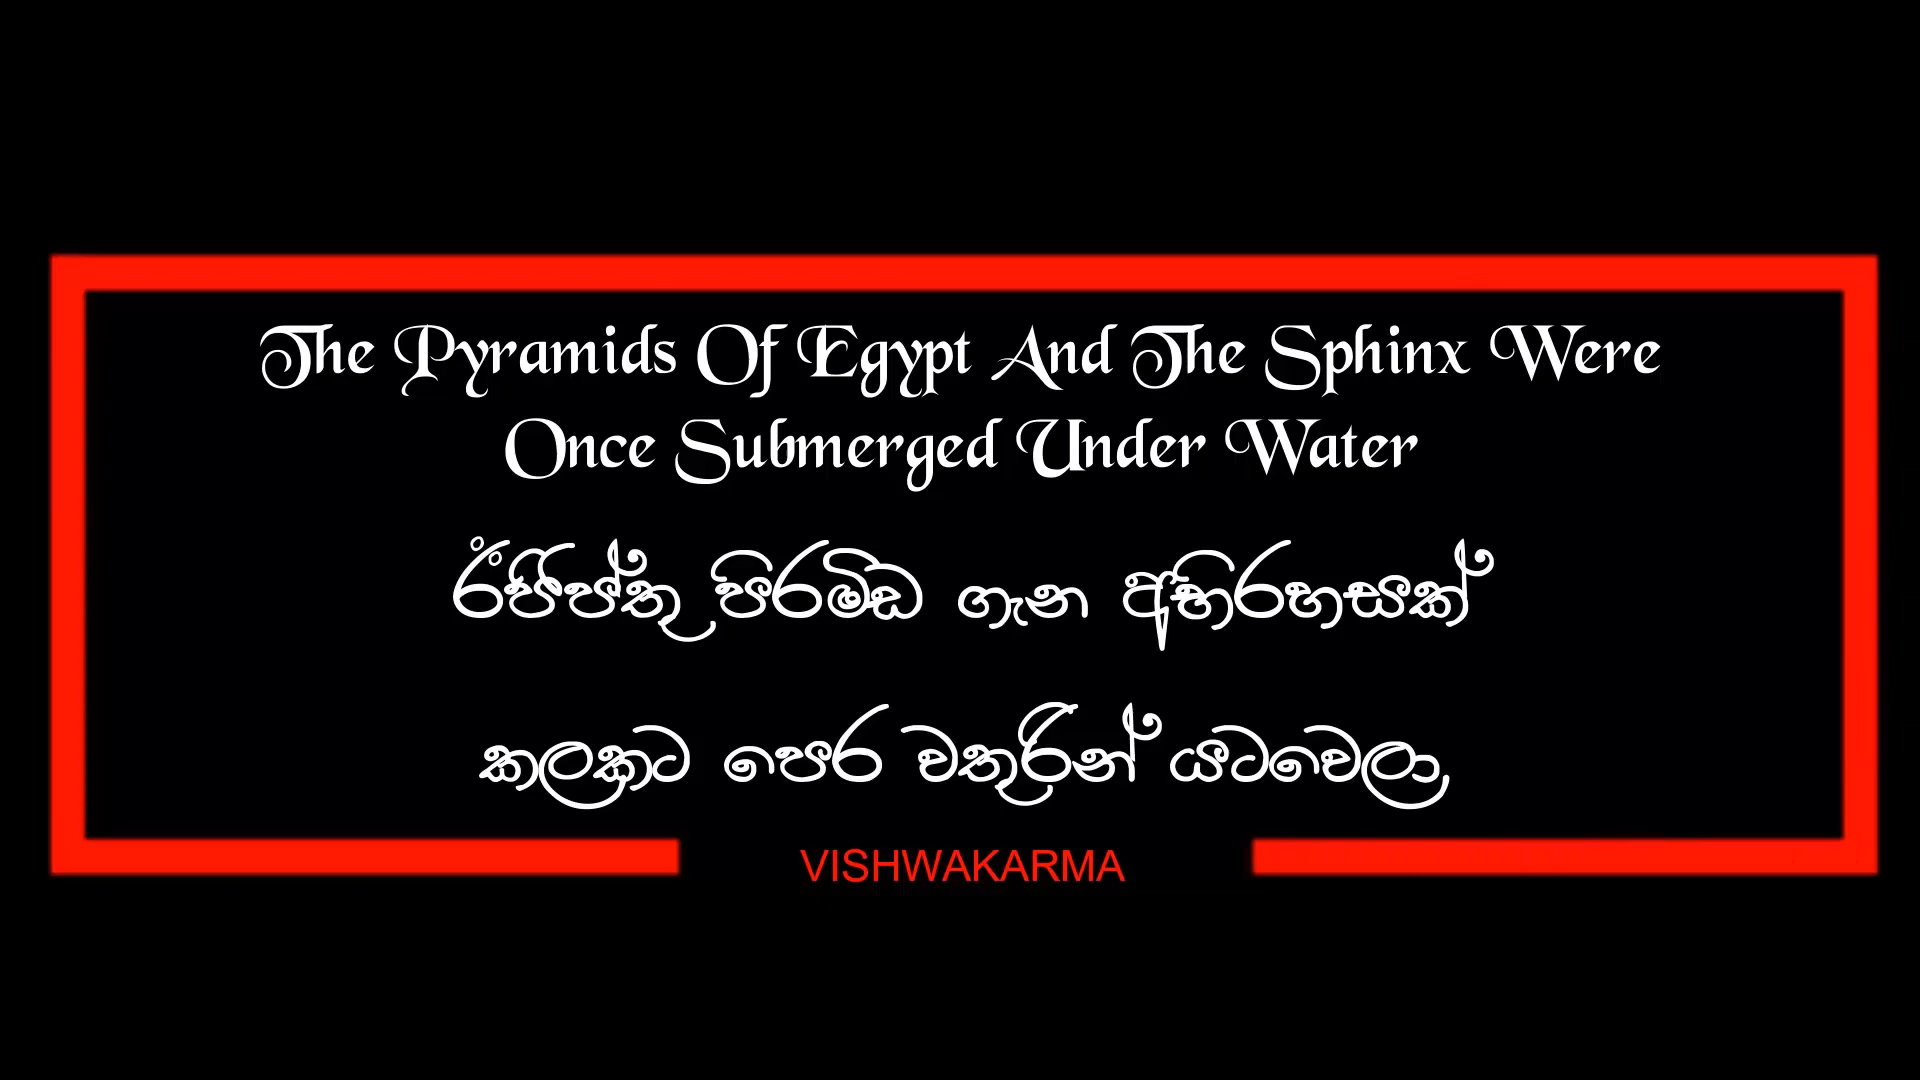 The Pyramids Of Egypt And The Sphinx Were
Once Submerged Under Water
ඊජිප්තු පිරමිඩ ගැන අභිරහසක්
කලකට පෙර වතුරින් යටවෙලා,
VISHWAKARMA